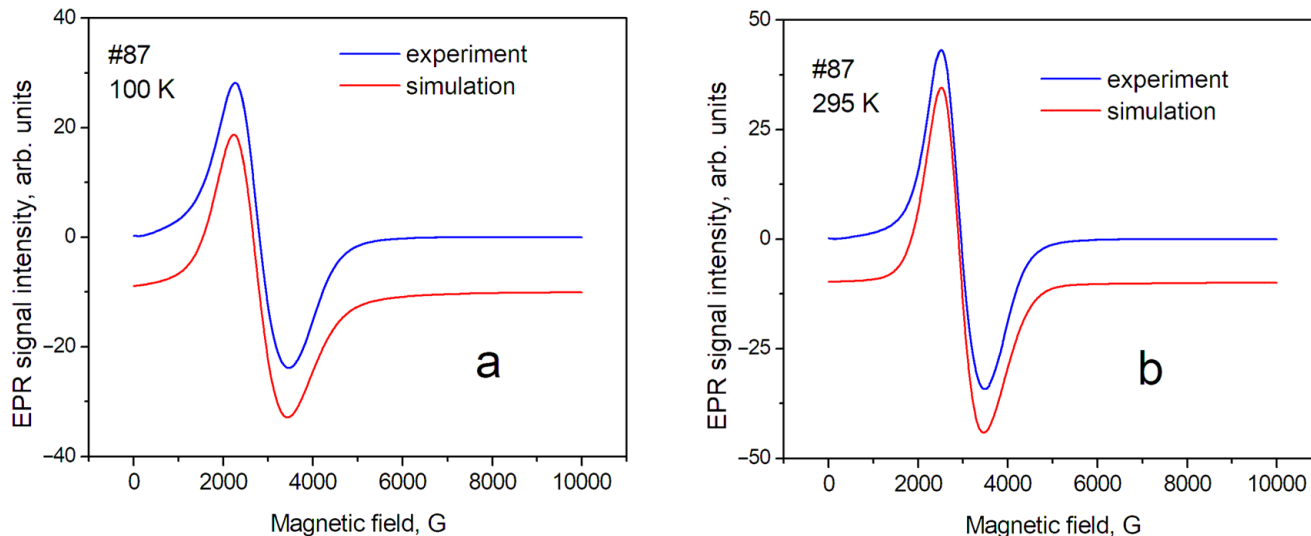 #87
100 K
experiment
simulation
a
40
20
0
−20
−40
0
2000
4000
6000
8000
10000
EPR signal intensity, arb. units
Magnetic field, G
#87
295 K
experiment
simulation
b
50
25
0
−25
−50
0
2000
4000
6000
8000
10000
EPR signal intensity, arb. units
Magnetic field, G